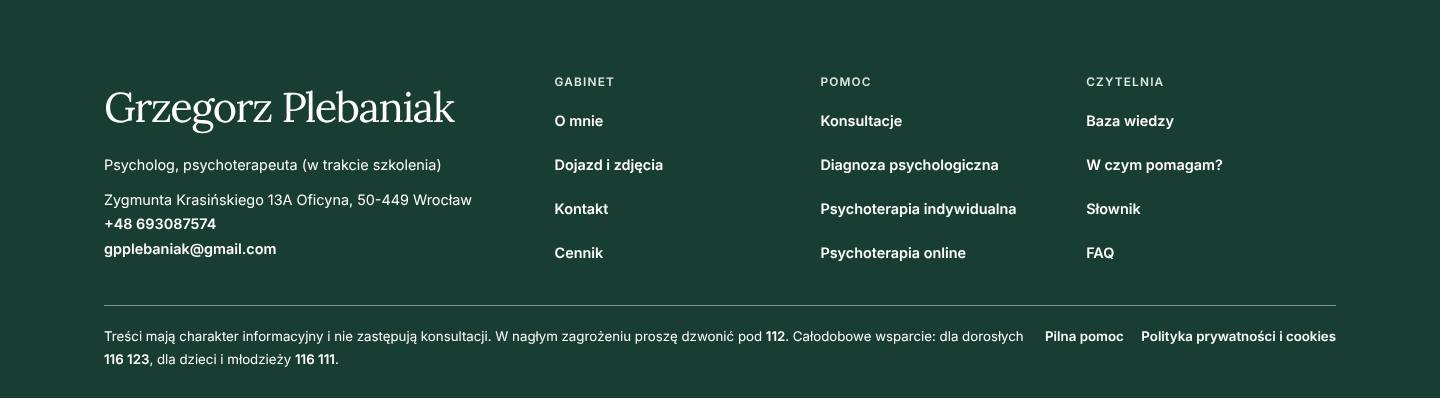 Grzegorz Plebaniak
Psycholog, psychoterapeuta (w trakcie szkolenia)
Zygmunta Krasińskiego 13A Oficyna, 50-449 Wrocław
+48 693087574
gpplebaniak@gmail.com
GABINET
O mnie
Dojazd i zdjęcia
Kontakt
Cennik
POMOC
Konsultacje
Diagnoza psychologiczna
Psychoterapia indywidualna
Psychoterapia online
CZYTELNIA
Baza wiedzy
W czym pomagam?
Słownik
FAQ
Treści mają charakter informacyjny i nie zastępują konsultacji. W nagłym zagrożeniu proszę dzwonić pod 112. Całodobowe wsparcie: dla dorosłych
116 123, dla dzieci i młodzieży 116 111.
Pilna pomoc
Polityka prywatności i cookies